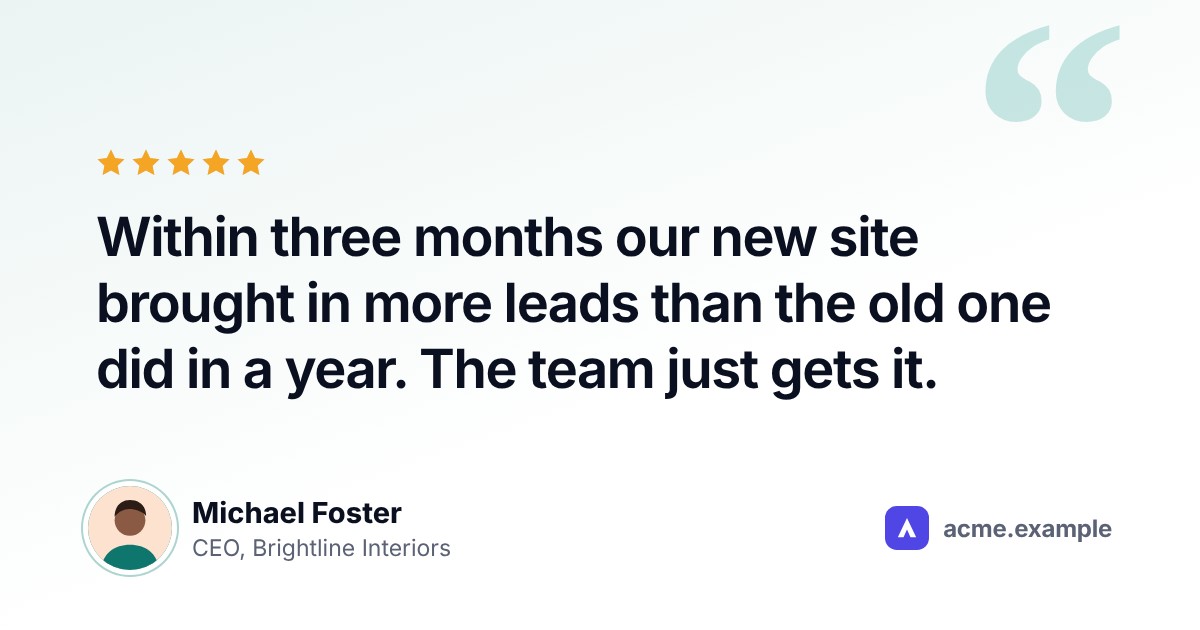 “
Within three months our new site
brought in more leads than the old one
did in a year. The team just gets it.
Michael Foster
CEO, Brightline Interiors
acme.example